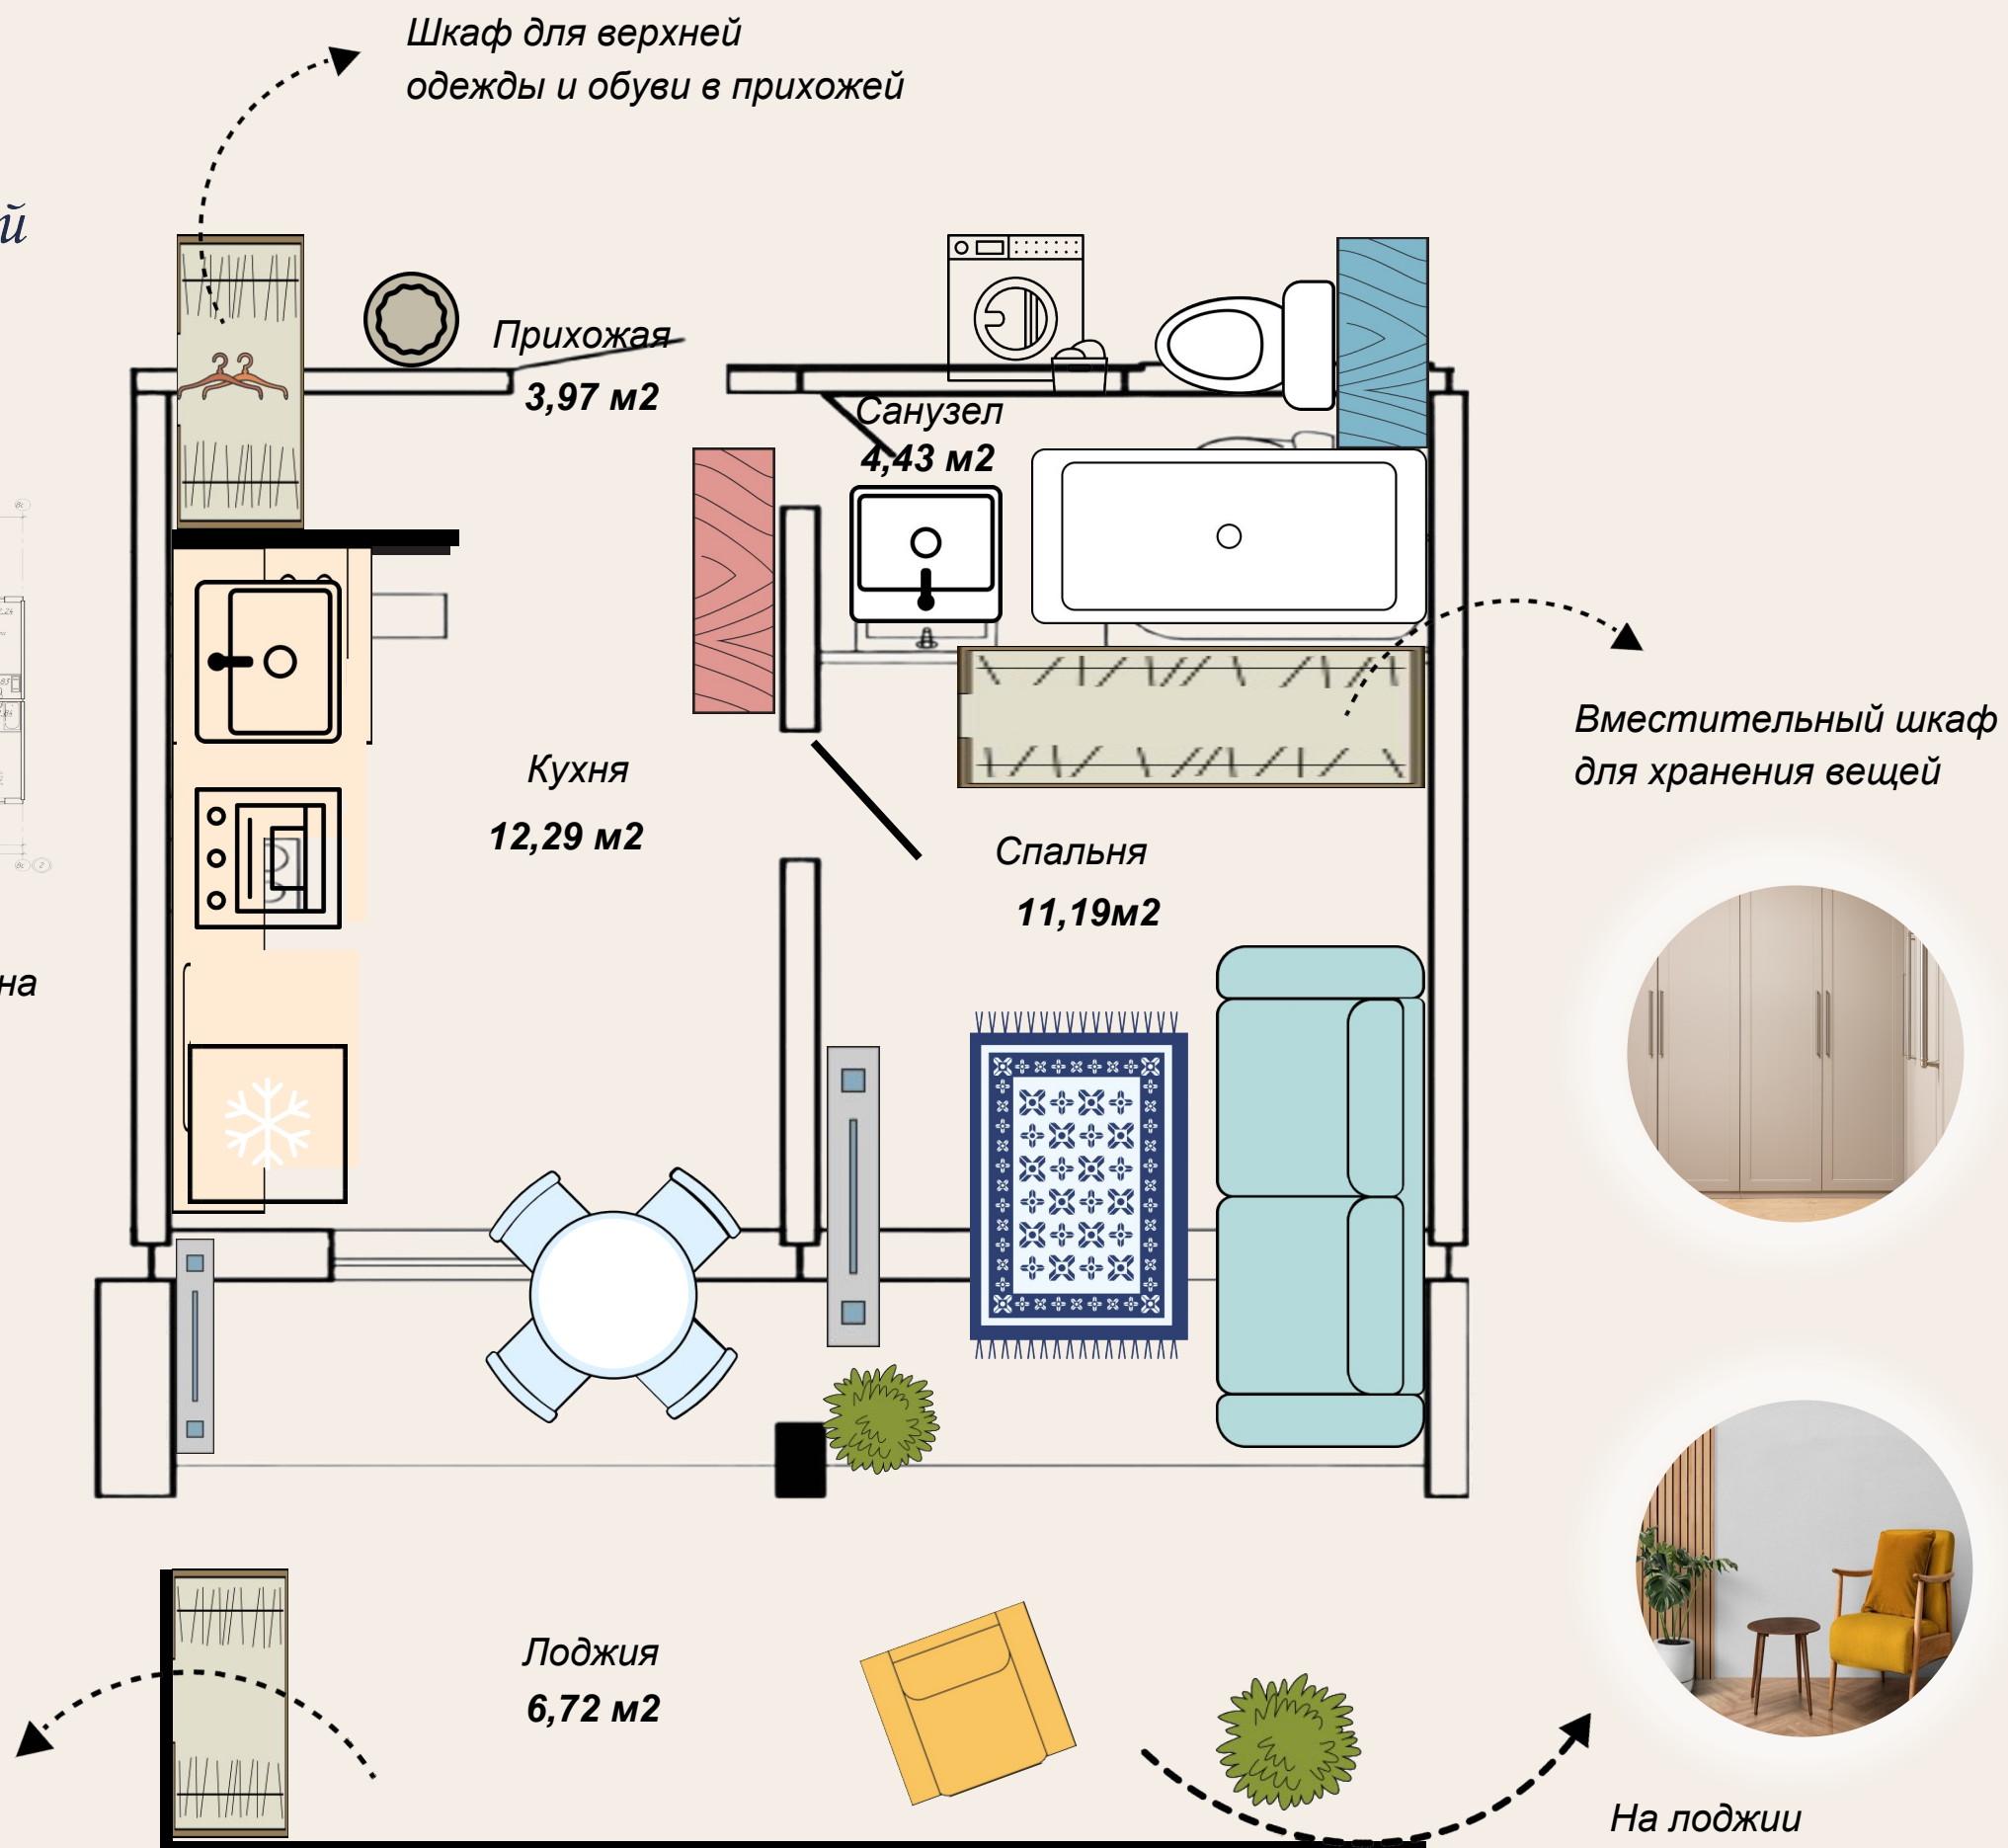 Шкаф для верхней
одежды и обуви в прихожей
й
Прихожая
3,97 м2
Санузел
4,43 м2
Вместительный шкаф
для хранения вещей
Кухня
12,29 м2
Спальня
11,19м2
на
Лоджия
6,72 м2
На лоджии